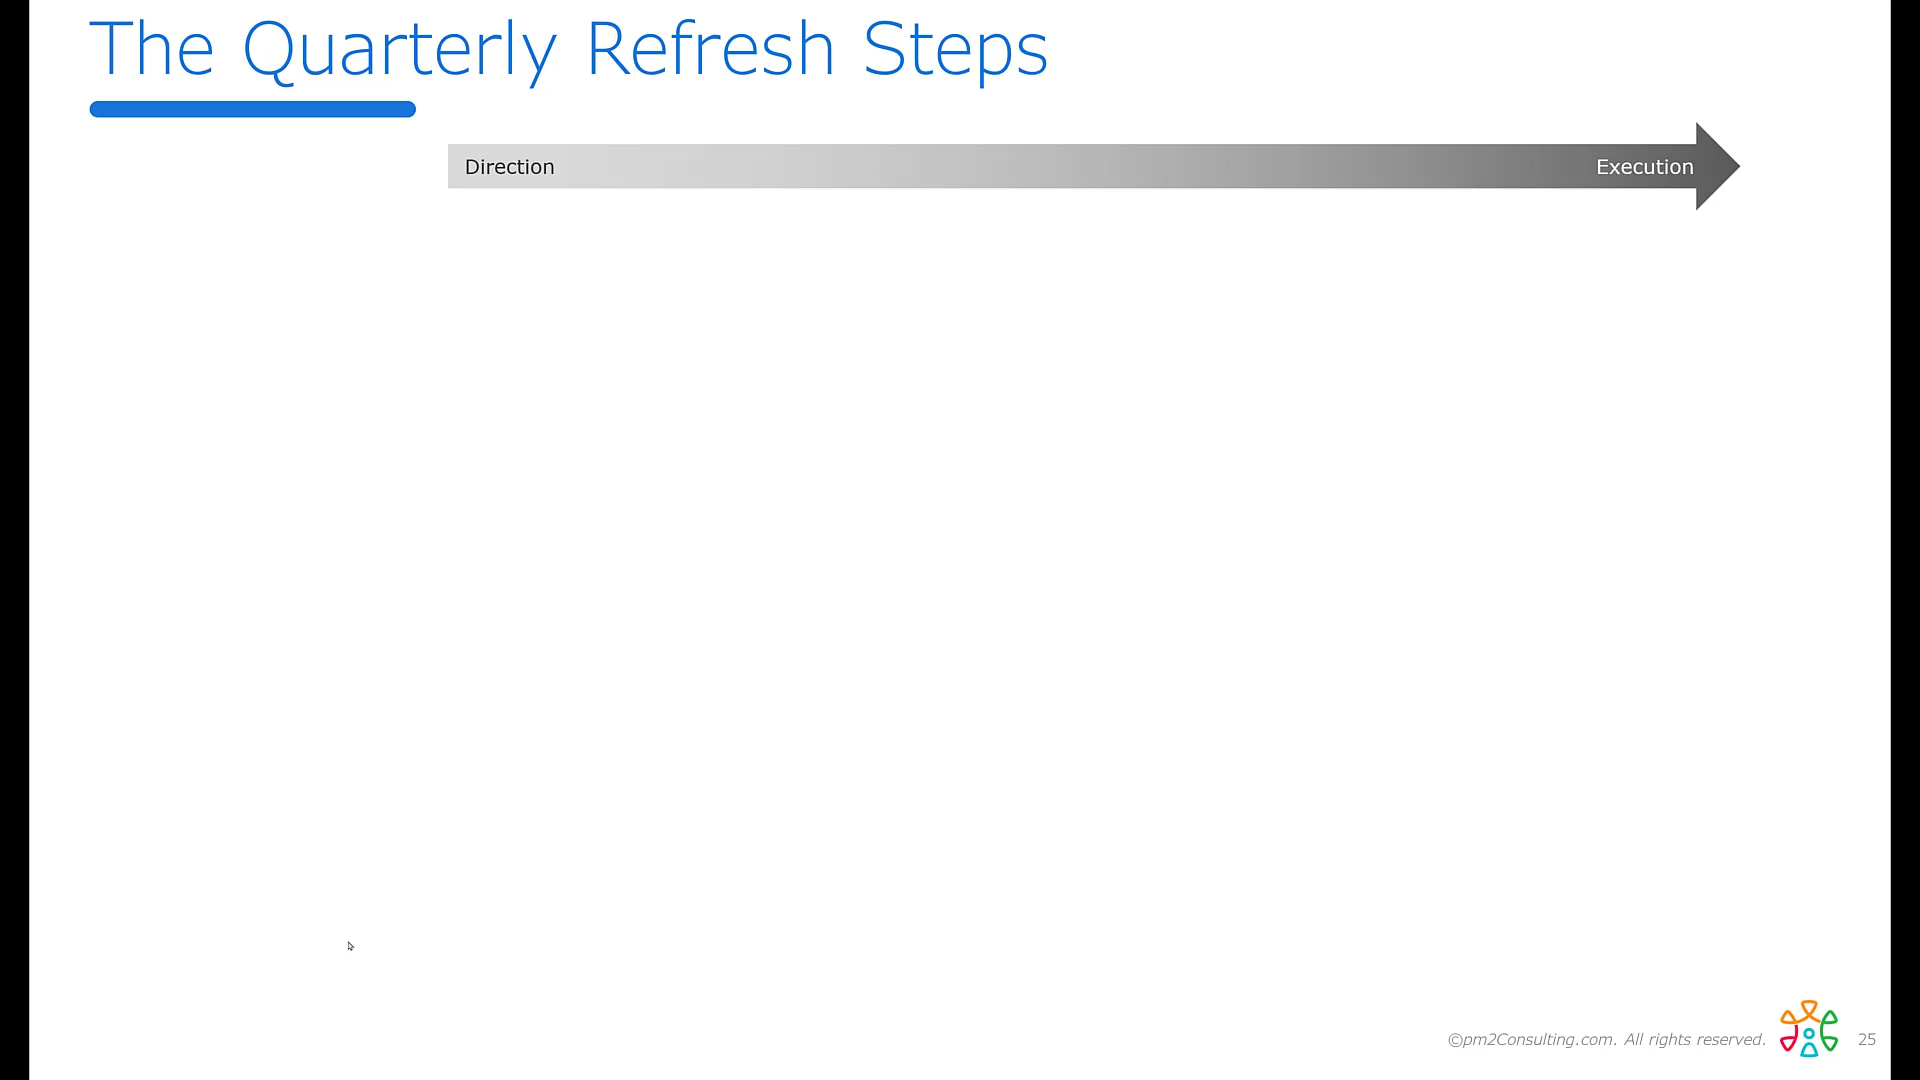 The Quarterly Refresh Steps
Direction
Execution
©pm2Consulting.com. All rights reserved.
25